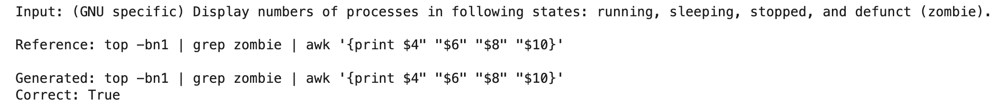 Input: (GNU specific) Display numbers of processes in following states: running, sleeping, stopped, and defunct (zombie).
Reference: top -bn1 | grep zombie | awk '{print $4" "$6" "$8" "$10}'
Generated: top -bn1 | grep zombie | awk '{print $4" "$6" "$8" "$10}'
Correct: True